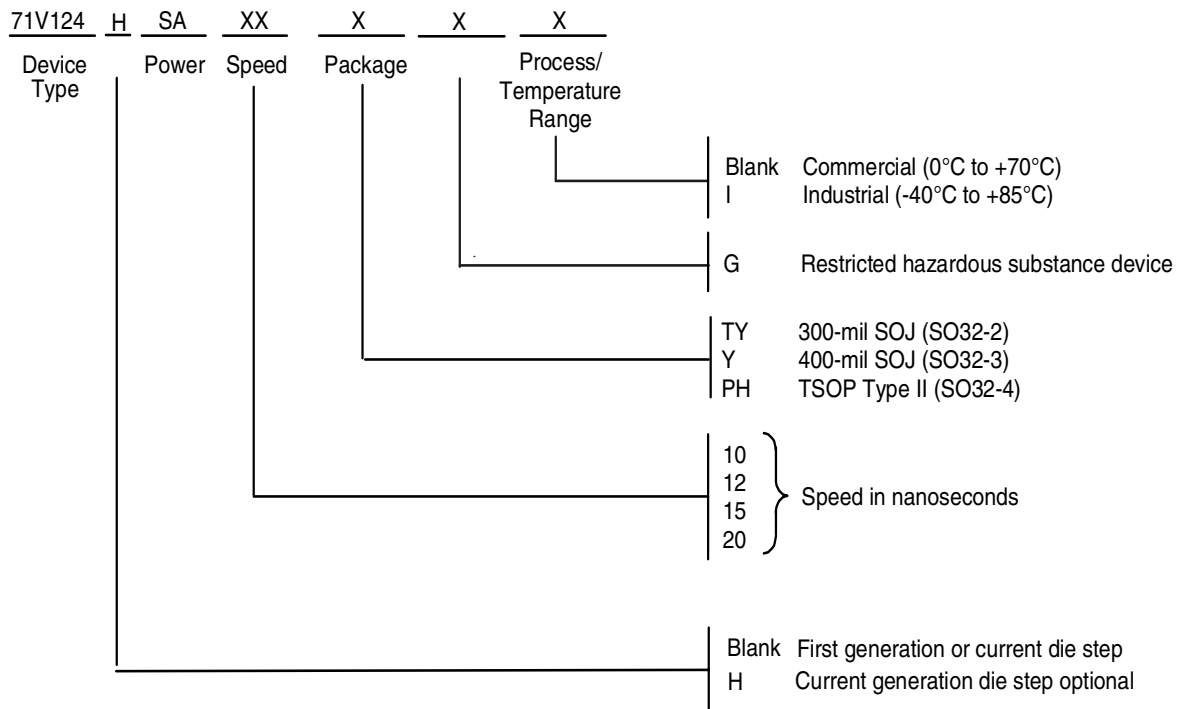 71V124 H SA XX X X X
Device Type Power Speed Package Process/ Temperature Range
Blank Commercial (0°C to +70°C)
I Industrial (-40°C to +85°C)
G Restricted hazardous substance device
TY 300-mil SOJ (SO32-2)
Y 400-mil SOJ (SO32-3)
PH TSOP Type II (SO32-4)
10
12
15
20
Speed in nanoseconds
Blank First generation or current die step
H Current generation die step optional